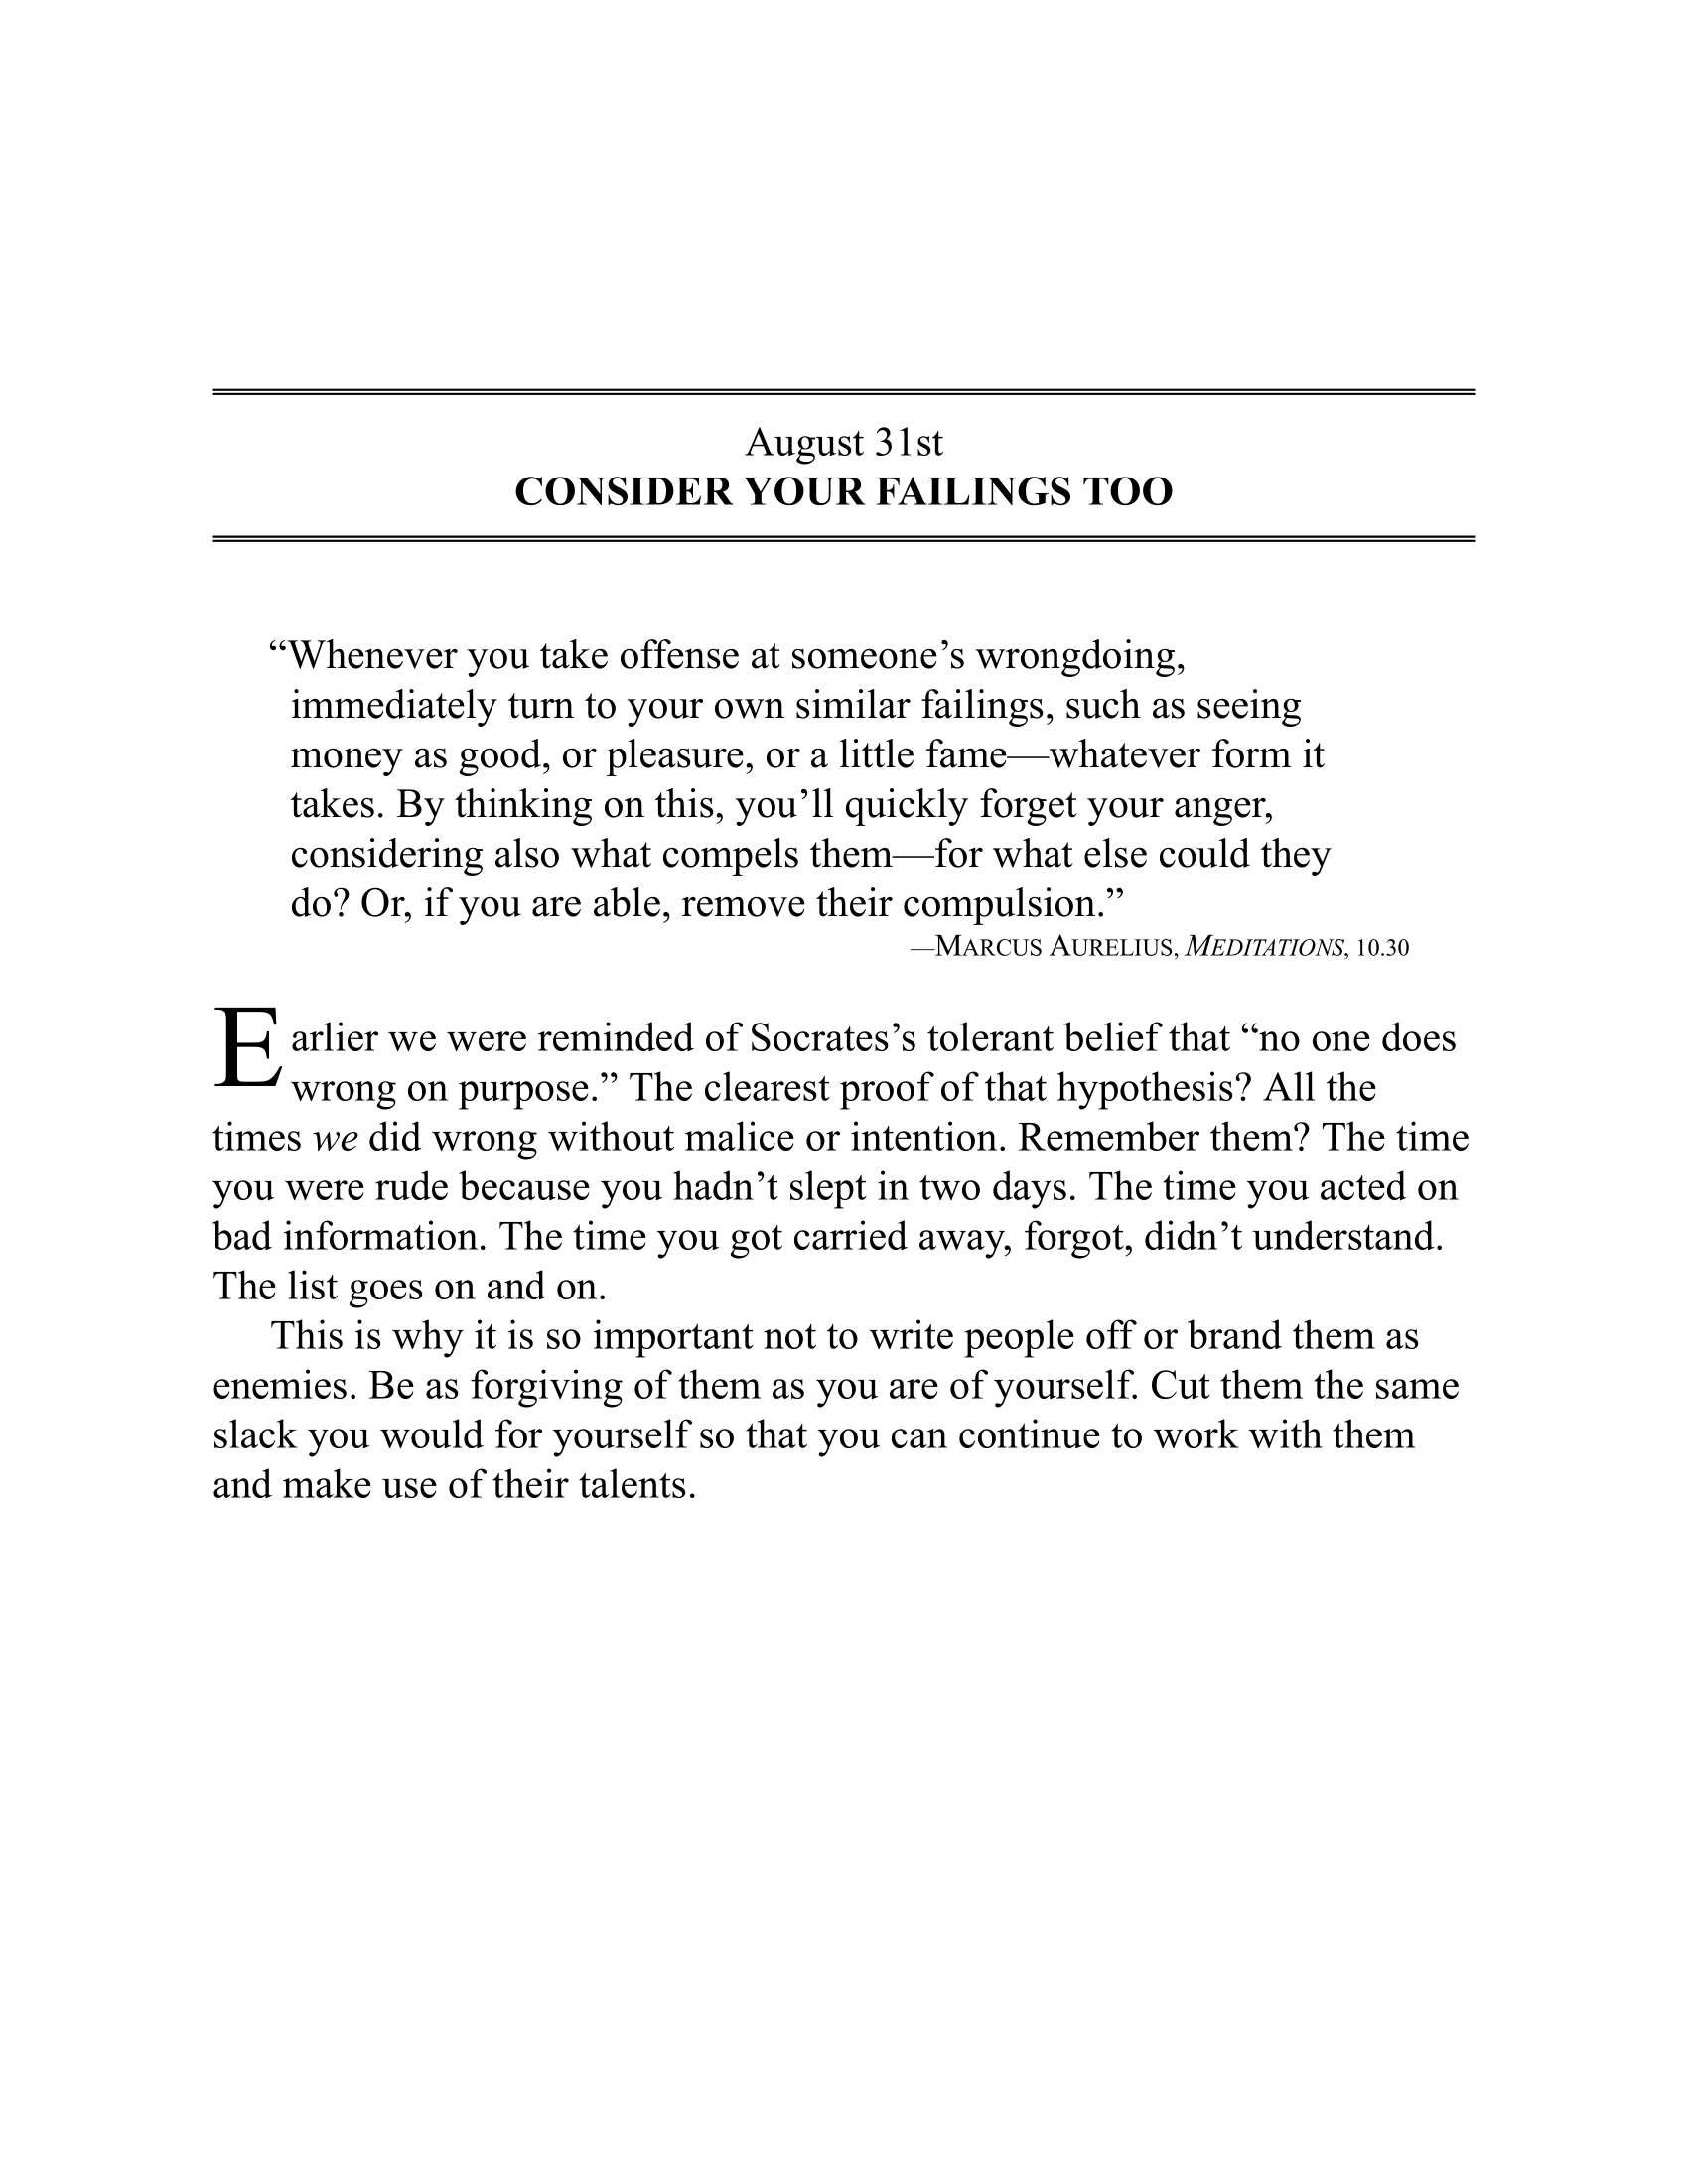 August 31st
CONSIDER YOUR FAILINGS TOO
“Whenever you take offense at someone’s wrongdoing,
immediately turn to your own similar failings, such as seeing
money as good, or pleasure, or a little fame—whatever form it
takes. By thinking on this, you’ll quickly forget your anger,
considering also what compels them—for what else could they
do? Or, if you are able, remove their compulsion.”
—MARCUS AURELIUS, MEDITATIONS, 10.30
Earlier we were reminded of Socrates’s tolerant belief that “no one does
wrong on purpose.” The clearest proof of that hypothesis? All the
times we did wrong without malice or intention. Remember them? The time
you were rude because you hadn’t slept in two days. The time you acted on
bad information. The time you got carried away, forgot, didn’t understand.
The list goes on and on.
This is why it is so important not to write people off or brand them as
enemies. Be as forgiving of them as you are of yourself. Cut them the same
slack you would for yourself so that you can continue to work with them
and make use of their talents.